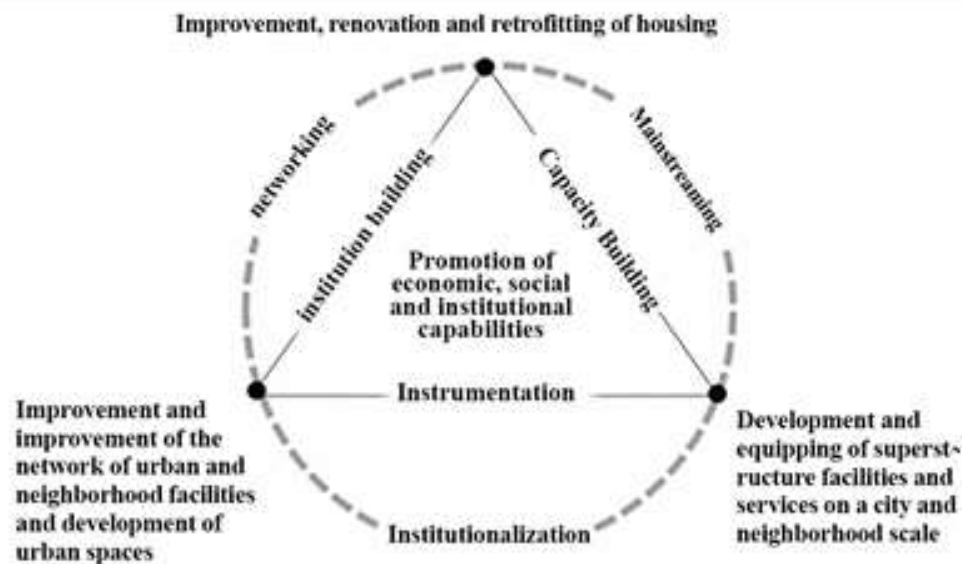 Improvement, renovation and retrofitting of housing
networking
Mainstreaming
institution building
Capacity Building
Promotion of
economic, social
and institutional
capabilities
Instrumentation
Improvement and
improvement of the
network of urban and
neighborhood facilities
and development of
urban spaces
Development and
equipping of superst~
ructure facilities and
services on a city and
neighborhood scale
Institutionalization